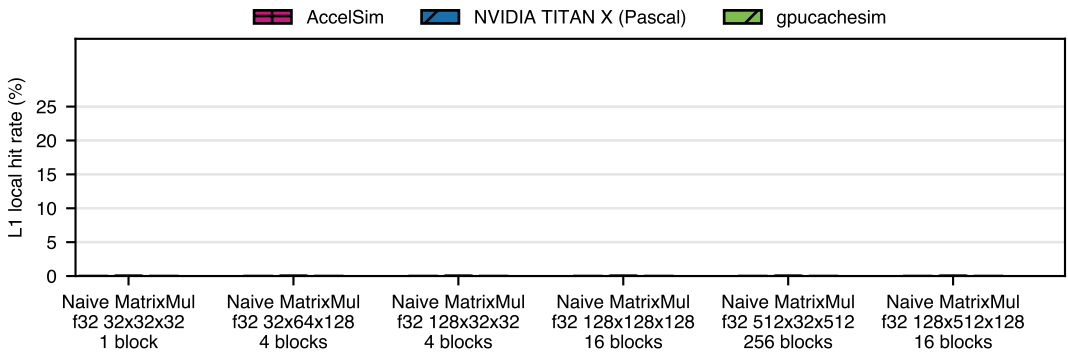 AccelSim NVIDIA TITAN X (Pascal) gpucachesim
L1 local hit rate (%)
25
20
15
10
5
0
Naive MatrixMul Naive MatrixMul Naive MatrixMul Naive MatrixMul Naive MatrixMul Naive MatrixMul
f32 32x32x32 f32 32x64x128 f32 128x32x32 f32 128x128x128 f32 512x32x512 f32 128x512x128
1 block 4 blocks 4 blocks 16 blocks 256 blocks 16 blocks